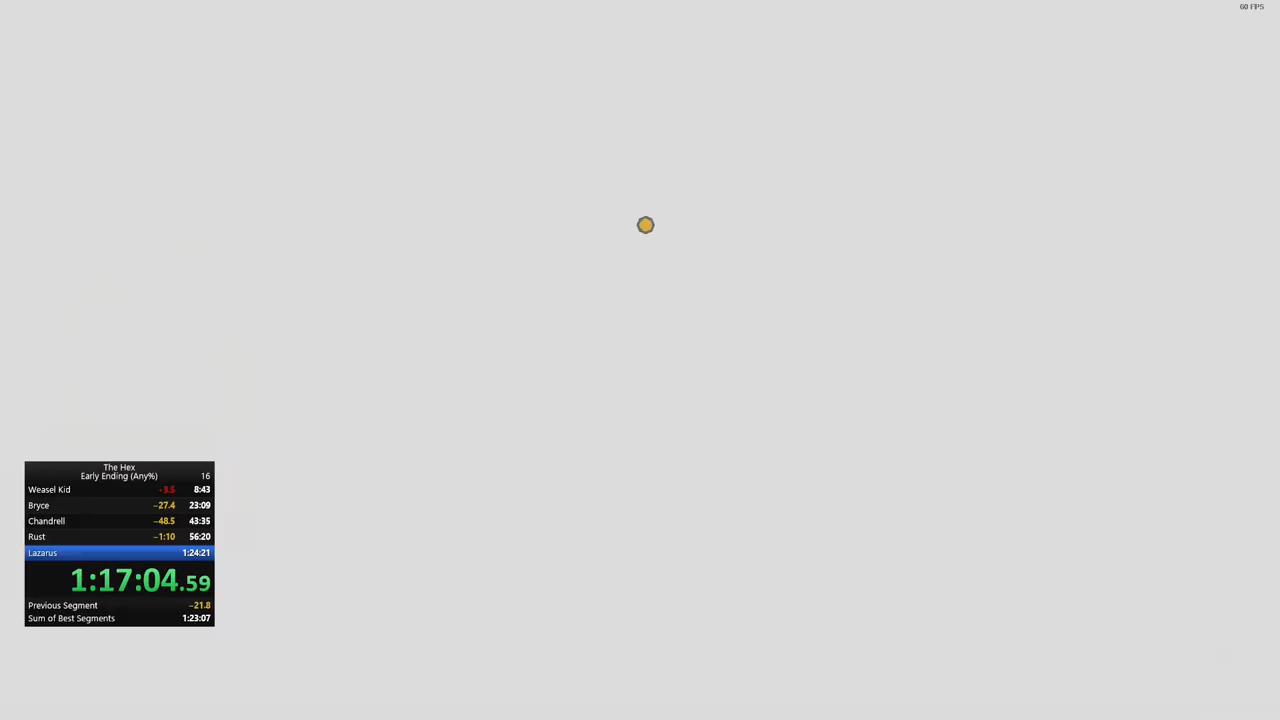 60 FPS
The Hex
Early Ending (Any%) 16
Weasel Kid -3.5 8:43
Bryce −27.4 23:09
Chandrell −48.5 43:35
Rust −1:10 56:20
Lazarus 1:24:21
1:17:04.59
Previous Segment −21.8
Sum of Best Segments 1:23:07